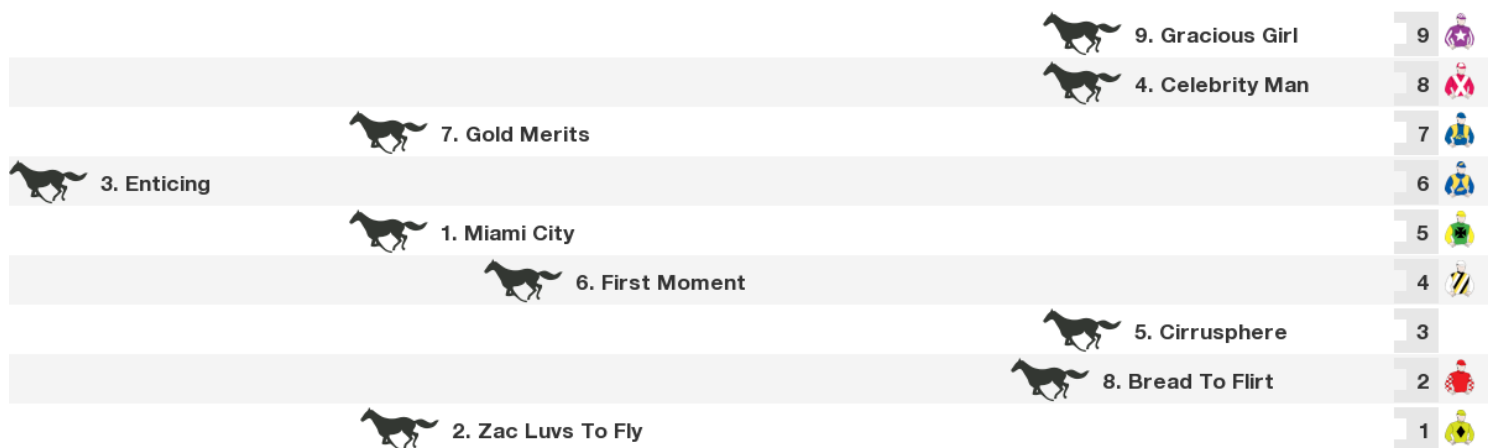 9. Gracious Girl 9
4. Celebrity Man 8
7. Gold Merits 7
3. Enticing 6
1. Miami City 5
6. First Moment 4
5. Cirrusphere 3
8. Bread To Flirt 2
2. Zac Luvs To Fly 1